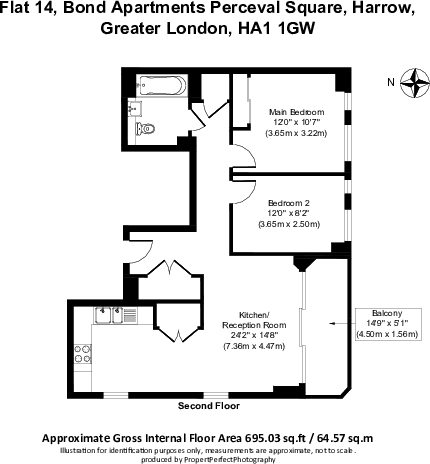 Flat 14, Bond Apartments Perceval Square, Harrow,
Greater London, HA1 1GW
N
Main Bedroom
12'0" x 10'7"
(3.65m x 3.22m)
Bedroom 2
12'0" x 8'2"
(3.65m x 2.50m)
Kitchen/
Reception Room
24'2" x 14'8"
(7.36m x 4.47m)
Balcony
14'9" x 5'1"
(4.50m x 1.56m)
Second Floor
Approximate Gross Internal Floor Area 695.03 sq.ft / 64.57 sq.m
Illustration for identification purposes only, measurements are approximate, not to scale.
produced by PropertPerfectPhotography